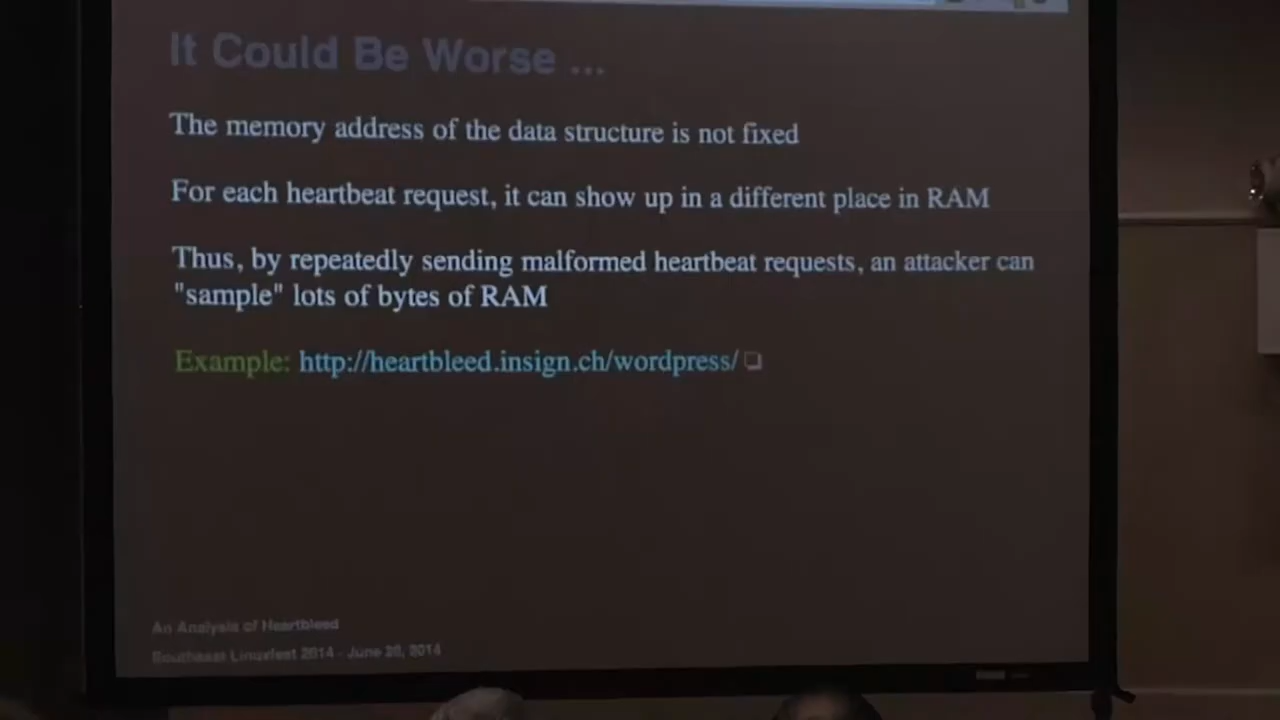 It Could Be Worse ...
The memory address of the data structure is not fixed
For each heartbeat request, it can show up in a different place in RAM
Thus, by repeatedly sending malformed heartbeat requests, an attacker can
"sample" lots of bytes of RAM
Example: http://heartbleed.insign.ch/wordpress/
An Analysis of Heartbleed
Southeast Linuxfest 2014 - June 20, 2014